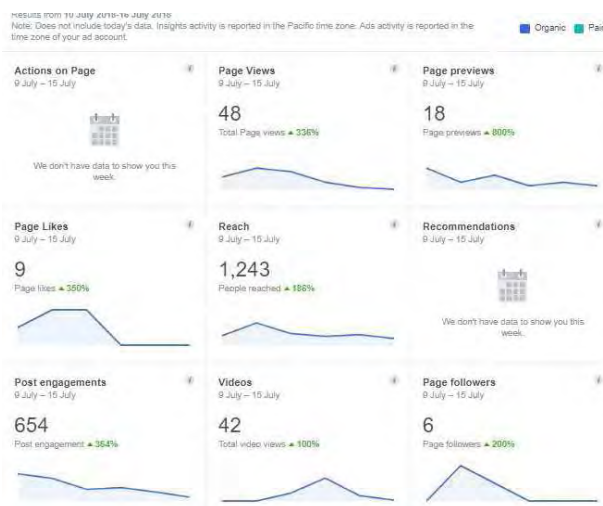 Results from 10 July 2018-16 July 2018
Note: Does not include today's data. Insights activity is reported in the Pacific time zone. Ads activity is reported in the
time zone of your ad account.
Organic
Paid
Actions on Page
9 July – 15 July
We don't have data to show you this
week.
Page Views
9 July – 15 July
48
Total Page views ▲ 336%
Page previews
9 July – 15 July
18
Page previews ▲ 800%
Page Likes
9 July – 15 July
9
Page likes ▲ 350%
Reach
9 July – 15 July
1,243
People reached ▲ 186%
Recommendations
9 July – 15 July
We don't have data to show you this
week.
Post engagements
9 July – 15 July
654
Post engagement ▲ 364%
Videos
9 July – 15 July
42
Total video views ▲ 100%
Page followers
9 July – 15 July
6
Page followers ▲ 200%